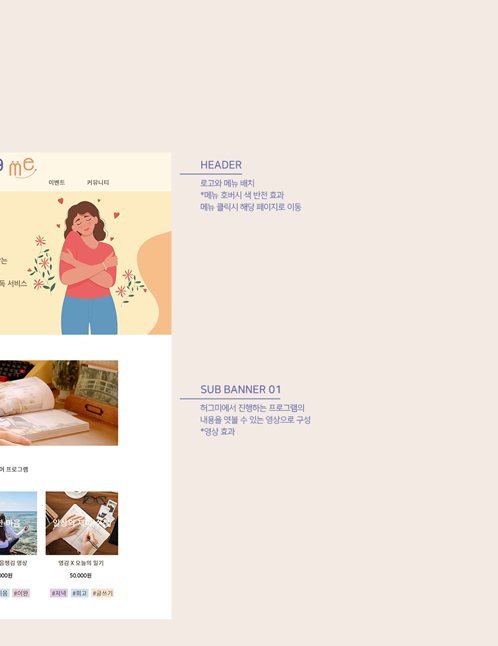 me.
이벤트 커뮤니티
HEADER
로고와 메뉴 배치
*메뉴 호버시 색 반전 효과
메뉴 클릭시 해당 페이지로 이동
는
독 서비스
SUB BANNER 01
허그미에서 진행하는 프로그램의
내용을 엿볼 수 있는 영상으로 구성
*영상 효과
어 프로그램
마음
일상의
음챙김 명상
영감 X 오늘의 일기
000원
50,000원
#이완
#저녁 #회고 #글쓰기